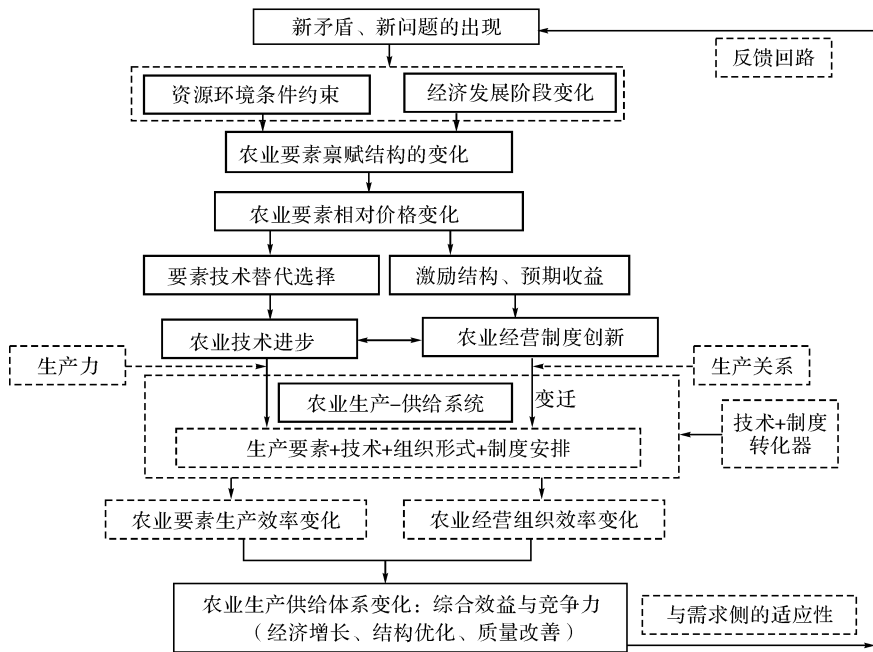 新矛盾、新问题的出现
反馈回路
资源环境条件约束
经济发展阶段变化
农业要素禀赋结构的变化
农业要素相对价格变化
要素技术替代选择
激励结构、预期收益
农业技术进步
农业经营制度创新
生产力
生产关系
农业生产–供给系统
变迁
技术+制度
转化器
生产要素+技术+组织形式+制度安排
农业要素生产效率变化
农业经营组织效率变化
农业生产供给体系变化：综合效益与竞争力
（经济增长、结构优化、质量改善）
与需求侧的适应性